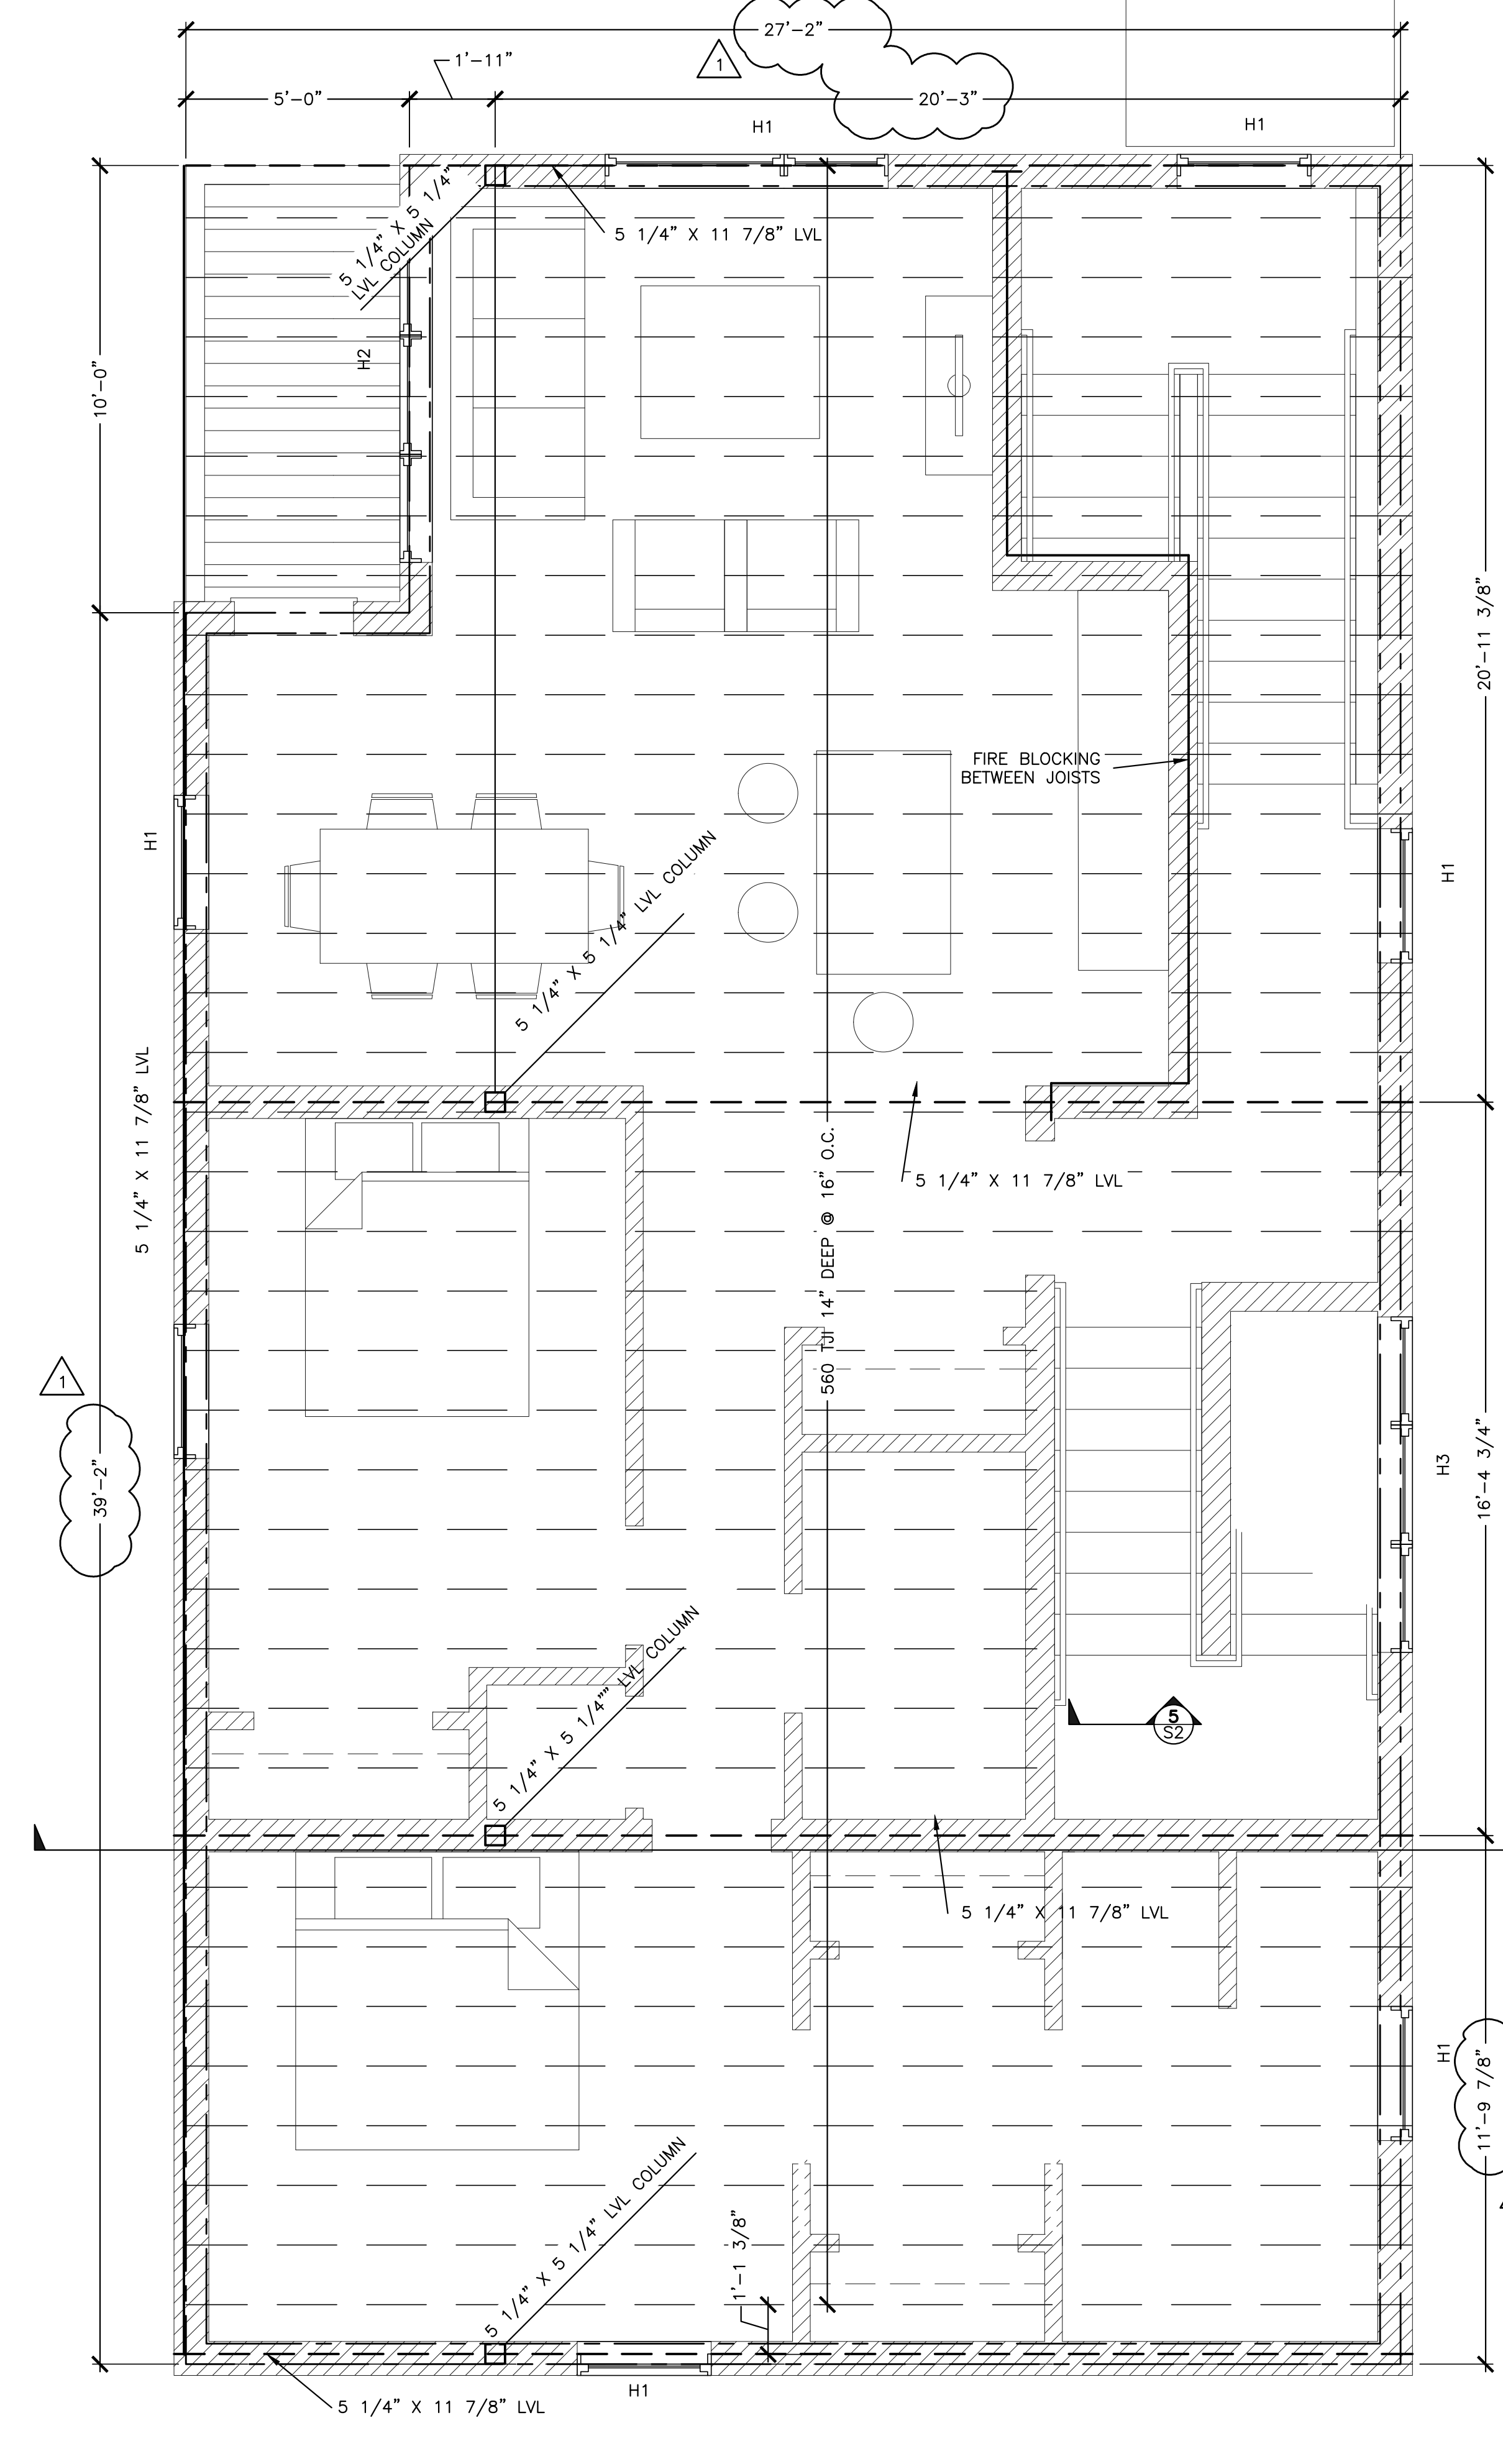 27'-2"
1'-11"
1
5'-0"
20'-3"
H1
H1
5 1/4" X 5 1/4"
LVL COLUMN
5 1/4" X 11 7/8" LVL
H2
10'-0"
20'-11 3/8"
FIRE BLOCKING
BETWEEN JOISTS
H1
H1
5 1/4" X 5 1/4" LVL COLUMN
5 1/4" X 11 7/8" LVL
5 1/4" X 11 7/8" LVL
560 TJI 14" DEEP @ 16" O.C.
1
39'-2"
H3
16'-4 3/4"
5 1/4" X 5 1/4"" LVL COLUMN
5
S2
5 1/4" X 11 7/8" LVL
H1
11'-9 7/8"
5 1/4" X 5 1/4" LVL COLUMN
1'-1 3/8"
H1
5 1/4" X 11 7/8" LVL